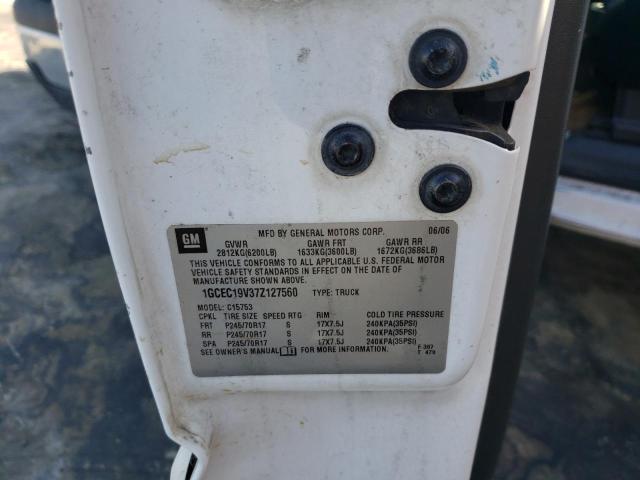 GM MFD BY GENERAL MOTORS CORP. 06/06
GVWR GAWR FRT GAWR RR
2812KG(6200LB) 1633KG(3600LB) 1672KG(3686LB)
THIS VEHICLE CONFORMS TO ALL APPLICABLE U.S. FEDERAL MOTOR
VEHICLE SAFETY STANDARDS IN EFFECT ON THE DATE OF
MANUFACTURE SHOWN ABOVE.
1GCEC19V37Z127560 TYPE: TRUCK
MODEL: C15753
CPKL TIRE SIZE SPEED RTG RIM COLD TIRE PRESSURE
FRT P245/70R17 S 17X7.5J 240KPA(35PSI)
RR P245/70R17 S 17X7.5J 240KPA(35PSI)
SPA P245/70R17 S 17X7.5J 240KPA(35PSI)
SEE OWNER'S MANUAL FOR MORE INFORMATION.
E 387
T 479